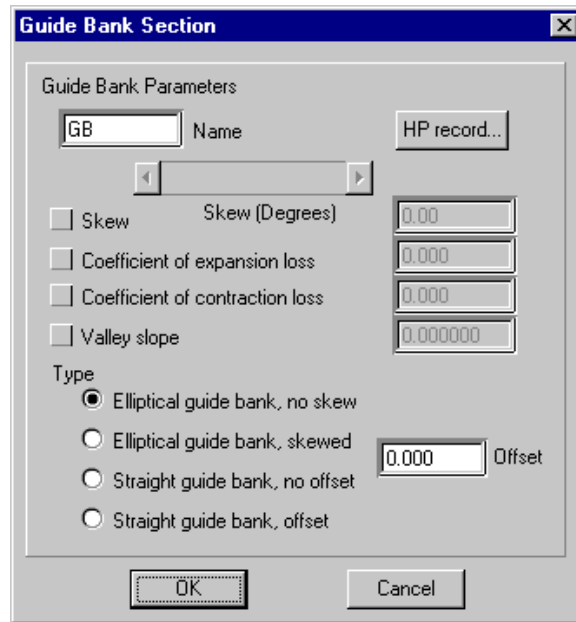 Guide Bank Section
Guide Bank Parameters
GB
Name
HP record...
Skew (Degrees)
Skew
0.00
Coefficient of expansion loss
0.000
Coefficient of contraction loss
0.000
Valley slope
0.000000
Type
Elliptical guide bank, no skew
Elliptical guide bank, skewed
0.000
Offset
Straight guide bank, no offset
Straight guide bank, offset
OK
Cancel